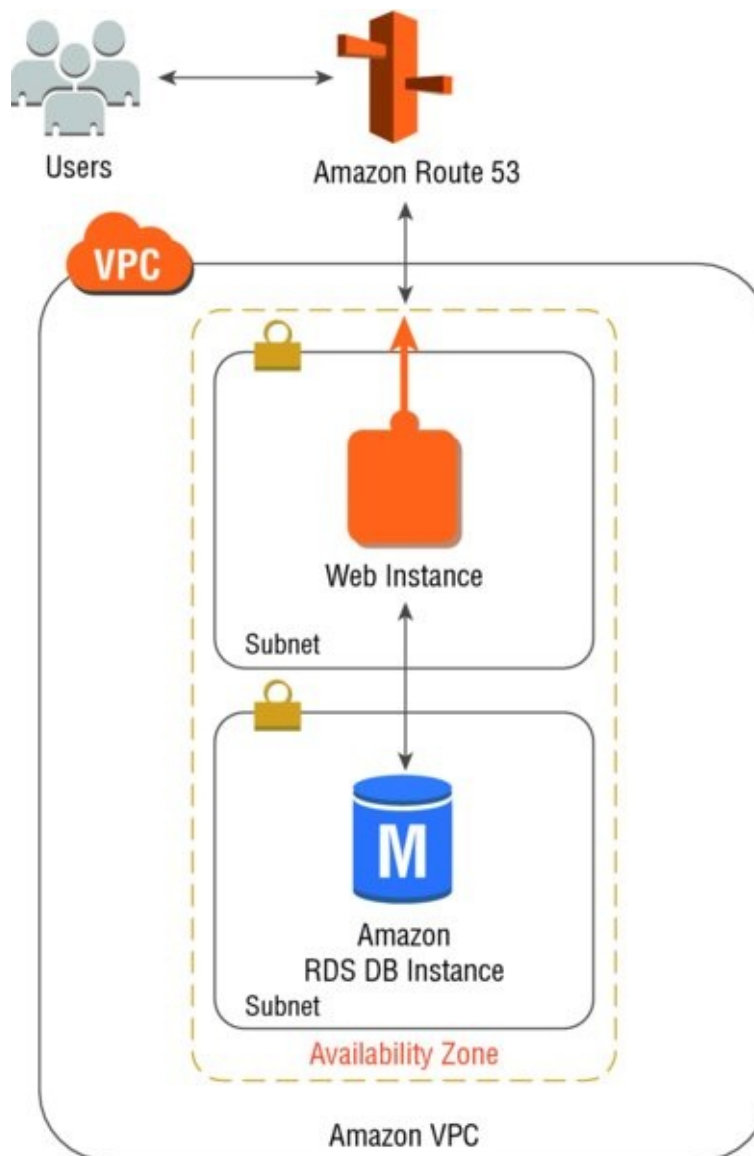 Users
Amazon Route 53
VPC
Web Instance
Subnet
M
Amazon
RDS DB Instance
Subnet
Availability Zone
Amazon VPC